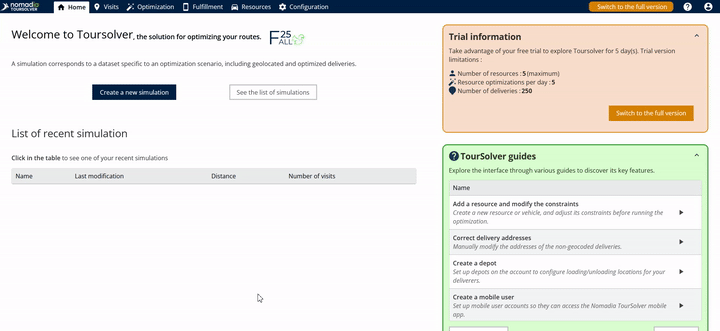 nomadia
TOURSOLVER
Home
Visits
Optimization
Fulfillment
Resources
Configuration
Switch to the full version
Welcome to Toursolver, the solution for optimizing your routes.
F25
FALL
A simulation corresponds to a dataset specific to an optimization scenario, including geolocated and optimized deliveries.
Create a new simulation
See the list of simulations
List of recent simulation
Click in the table to see one of your recent simulations
Name Last modification Distance Number of visits
Trial information
Take advantage of your free trial to explore Toursolver for 5 day(s). Trial version
limitations :
Number of resources : 5 (maximum)
Resource optimizations per day : 5
Number of deliveries : 250
Switch to the full version
TourSolver guides
Explore the interface through various guides to discover its key features.
Name
Add a resource and modify the constraints
Create a new resource or vehicle, and adjust its constraints before running the
optimization.
Correct delivery addresses
Manually modify the addresses of the non-geocoded deliveries.
Create a depot
Set up depots on the account to configure loading/unloading locations for your
deliverers.
Create a mobile user
Set up mobile user accounts so they can access the Nomadia TourSolver mobile
app.